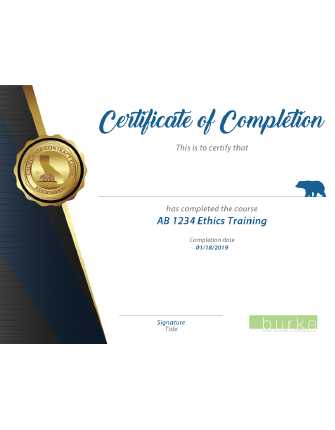 Certificate of Completion
This is to certify that
has completed the course
AB 1234 Ethics Training
Completion date
01/18/2019
Signature
Title
burke
ASSOCIATION